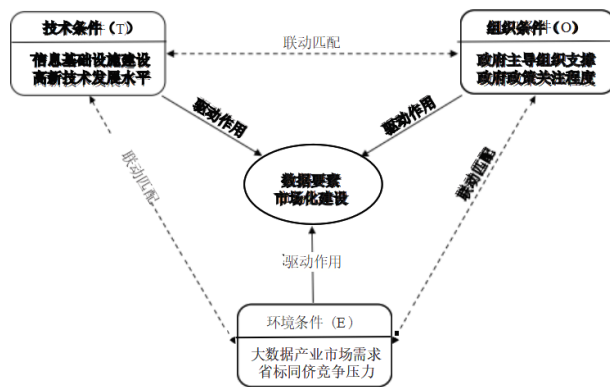 技术条件（T）
组织条件（O）
联动匹配
信息基础设施建设
高新技术发展水平
政府主导组织支撑
政府政策关注程度
驱动作用
驱动作用
联动匹配
联动匹配
数据要素
市场化建设
驱动作用
环境条件（E）
大数据产业市场需求
省标同侪竞争压力